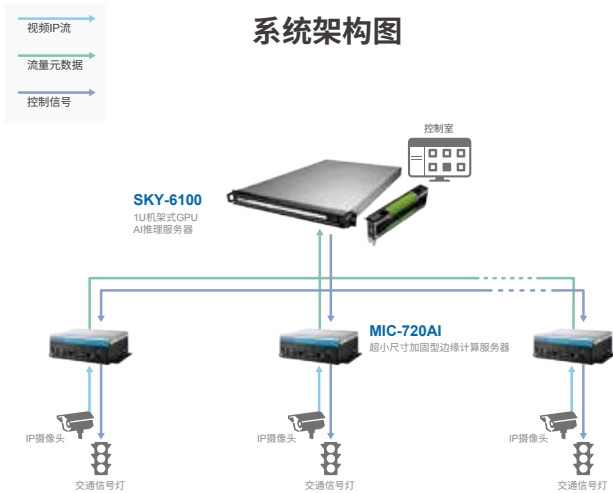 系统架构图
视频IP流
流量元数据
控制信号
控制室
SKY-6100
1U机架式GPU
AI推理服务器
MIC-720AI
超小尺寸加固型边缘计算服务器
IP摄像头
IP摄像头
IP摄像头
交通信号灯
交通信号灯
交通信号灯